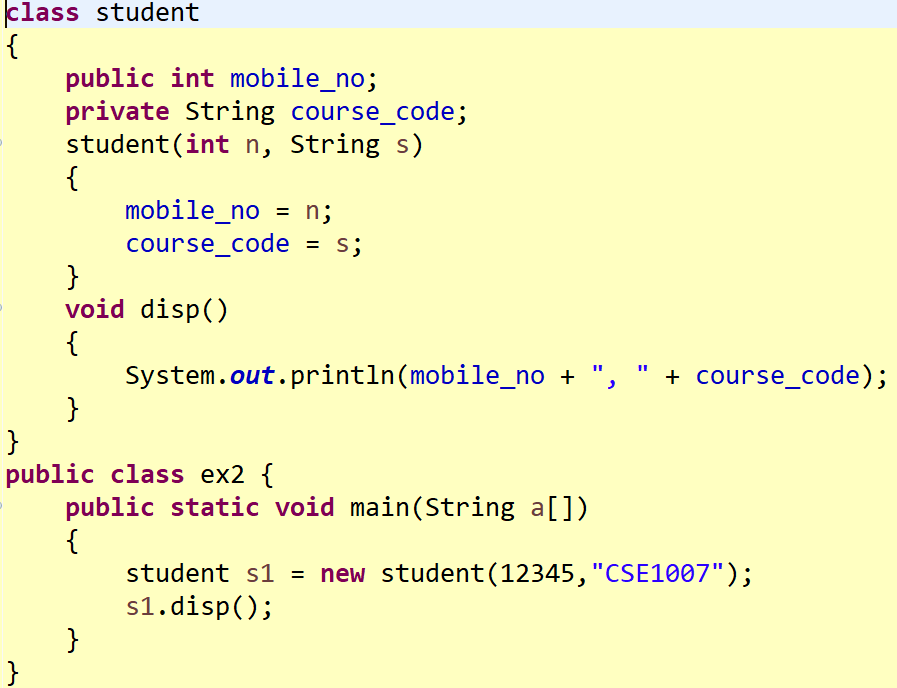 class student
{
    public int mobile_no;
    private String course_code;
    student(int n, String s)
    {
        mobile_no = n;
        course_code = s;
    }
    void disp()
    {
        System.out.println(mobile_no + ", " + course_code);
    }
}
public class ex2 {
    public static void main(String a[])
    {
        student s1 = new student(12345,"CSE1007");
        s1.disp();
    }
}